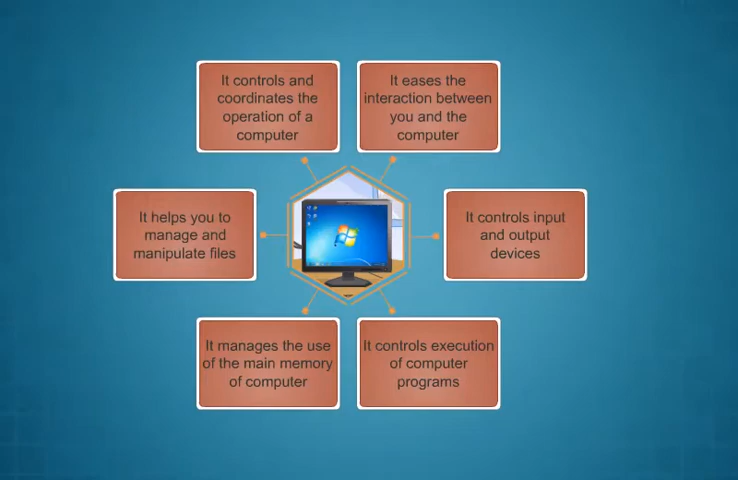 It controls and
coordinates the
operation of a
computer
It eases the
interaction between
you and the
computer
It helps you to
manage and
manipulate files
It controls input
and output
devices
It manages the use
of the main memory
of computer
It controls execution
of computer
programs